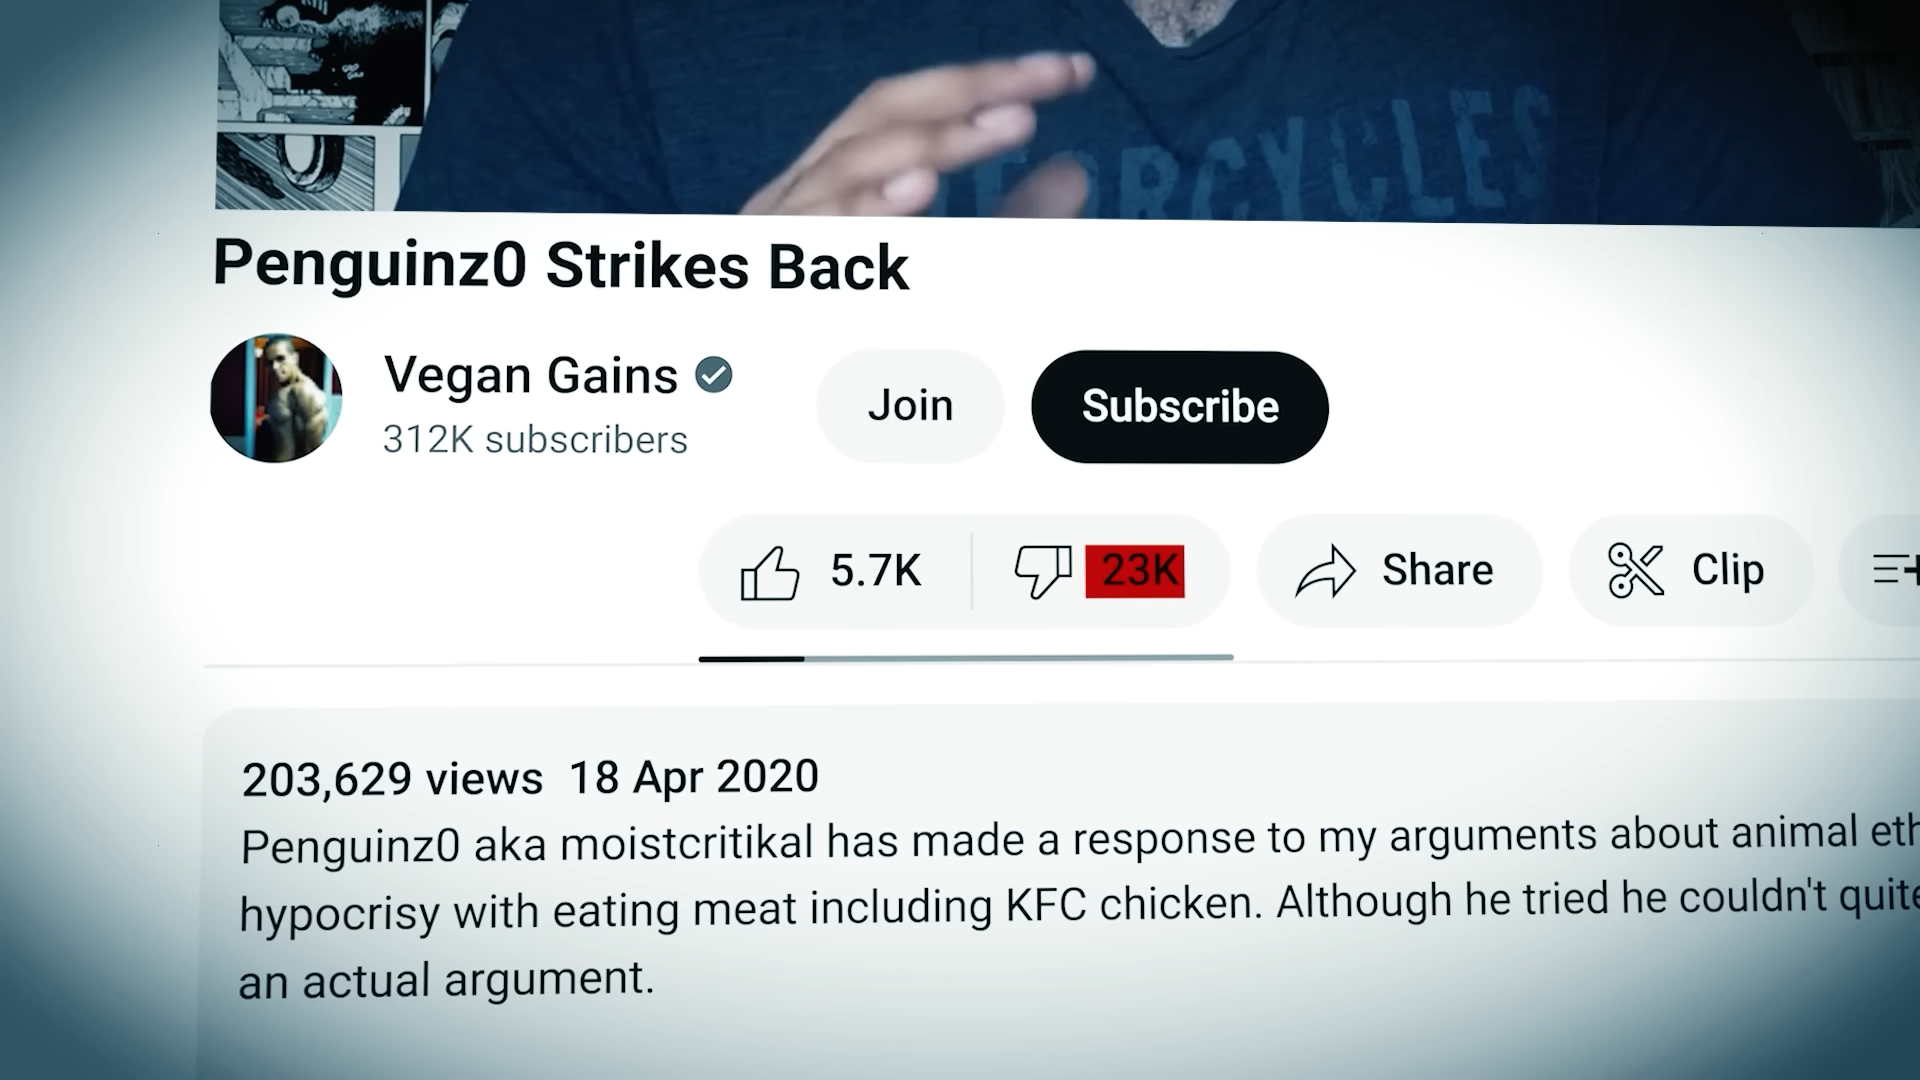 Penguinz0 Strikes Back
Vegan Gains
312K subscribers
Join
Subscribe
5.7K
23K
Share
Clip
203,629 views 18 Apr 2020
Penguinz0 aka moistcritikal has made a response to my arguments about animal eth
hypocrisy with eating meat including KFC chicken. Although he tried he couldn't quite
an actual argument.